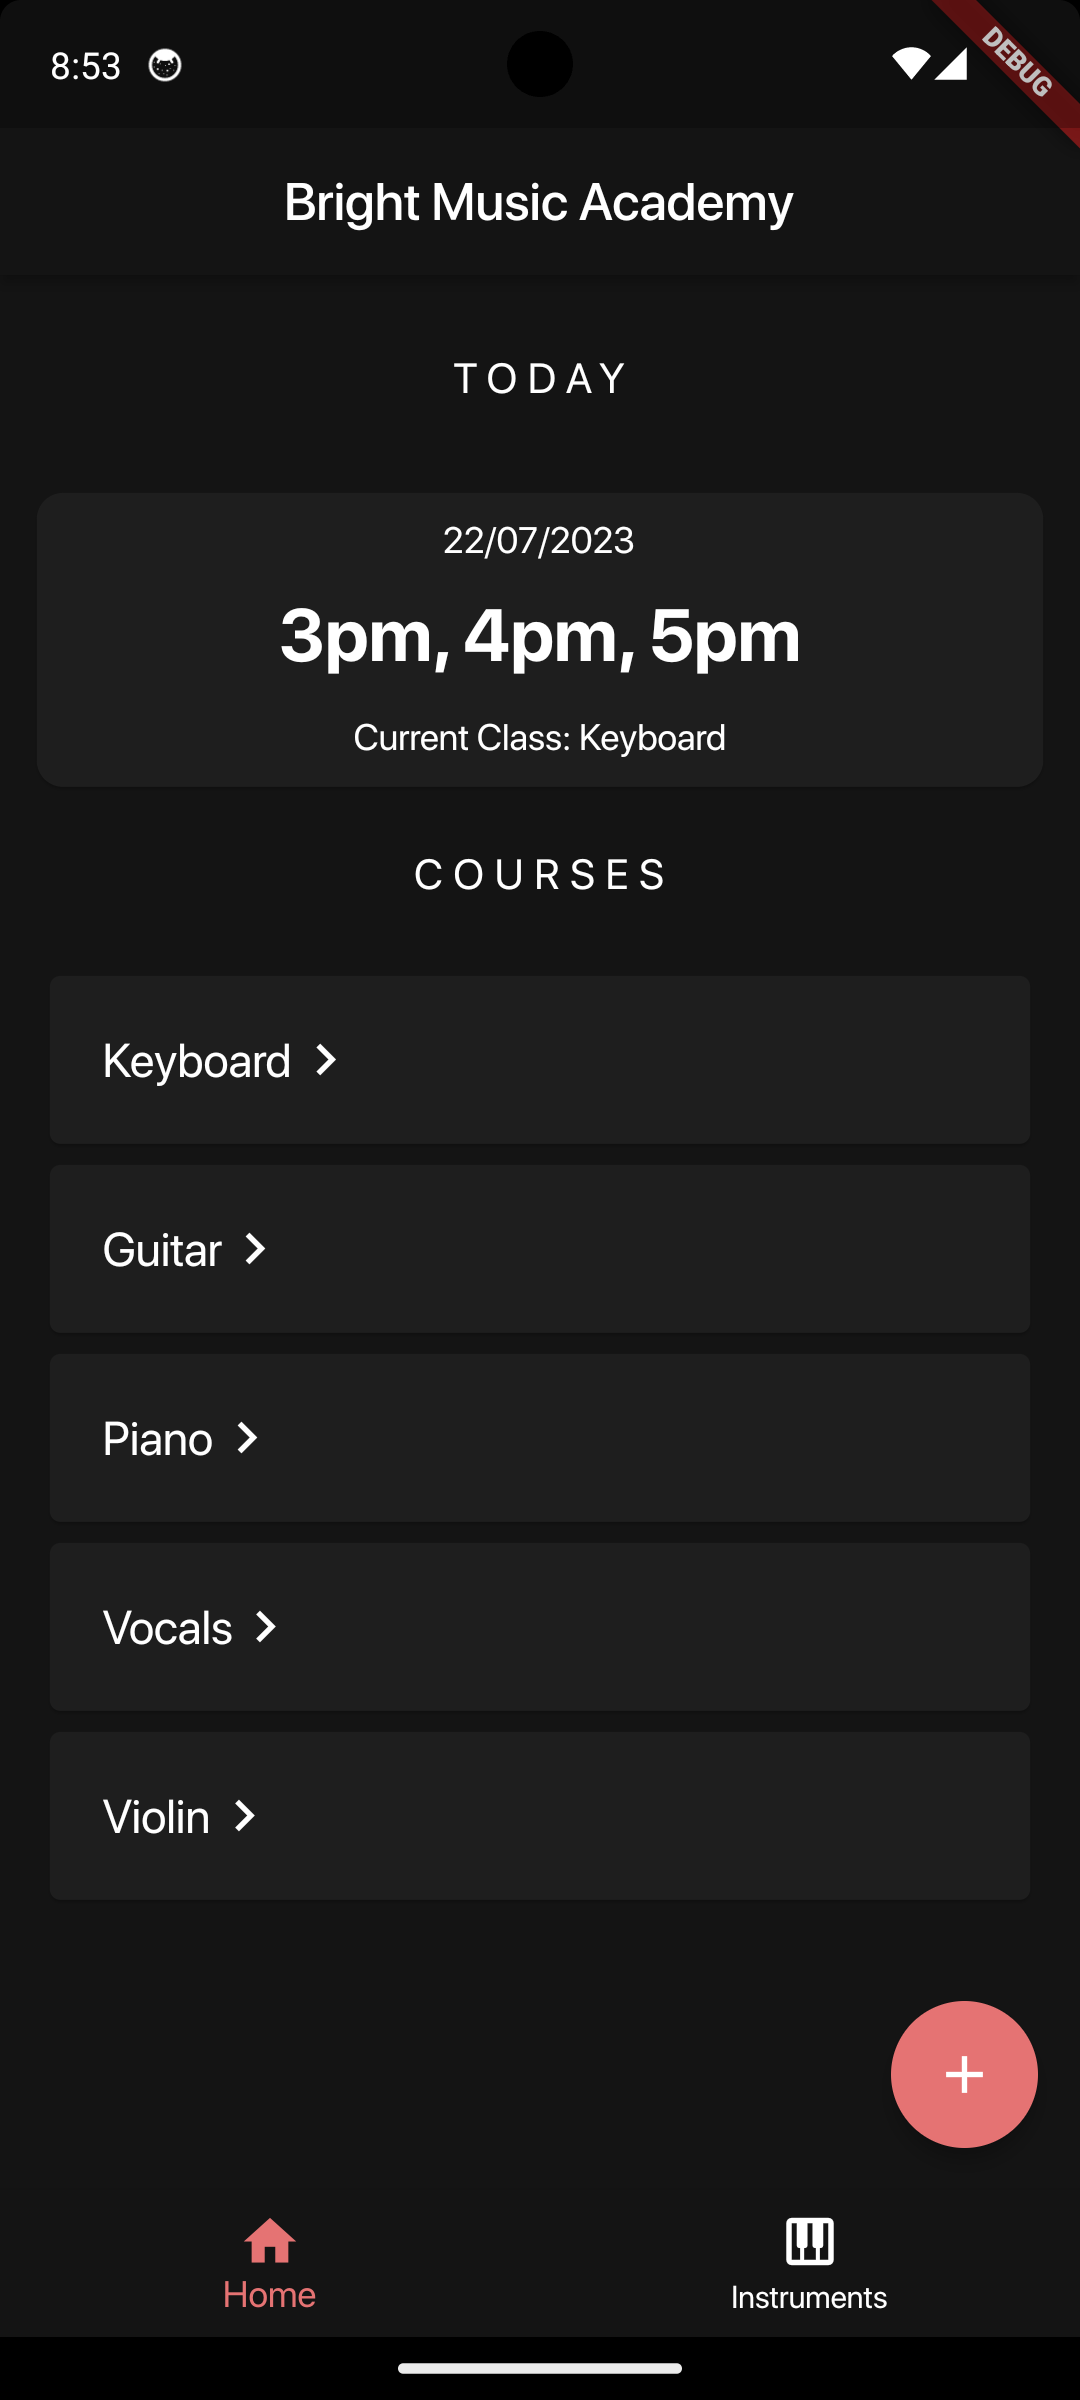 8:53
DEBUG
Bright Music Academy
TODAY
22/07/2023
3pm, 4pm, 5pm
Current Class: Keyboard
COURSES
Keyboard
Guitar
Piano
Vocals
Violin
Home
Instruments